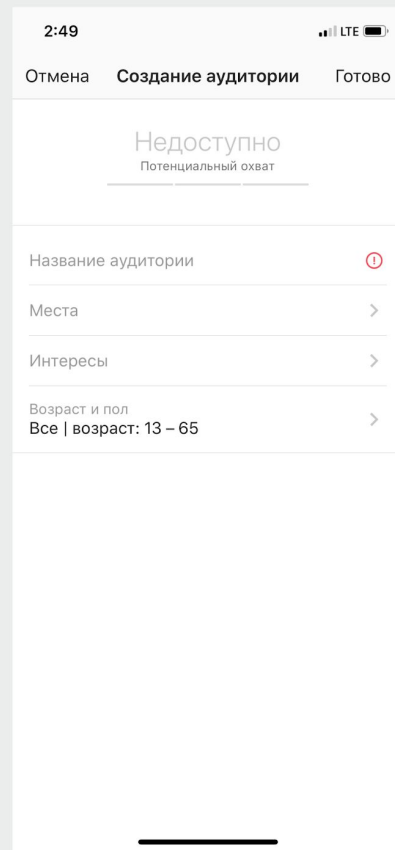 2:49 LTE
Отмена Создание аудитории Готово
Недоступно
Потенциальный охват
Название аудитории
Места
Интересы
Возраст и пол
Все | возраст: 13 – 65